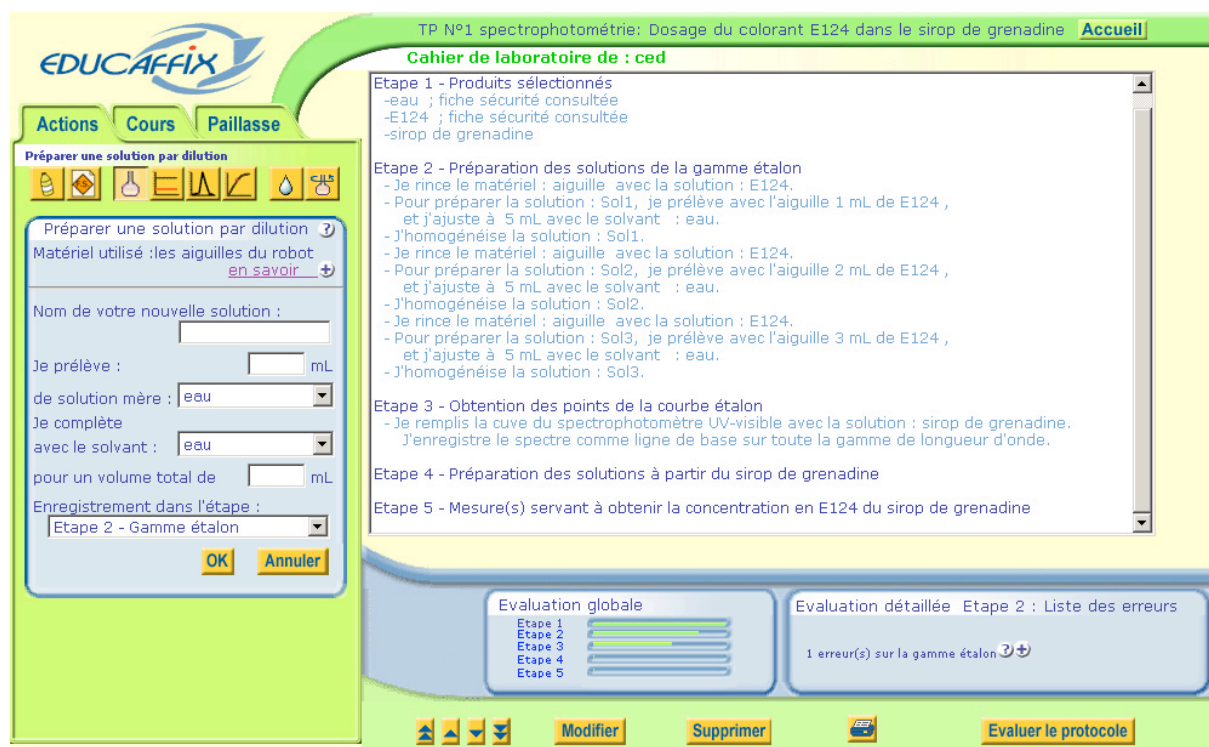 TP N°1 spectrophotométrie: Dosage du colorant E124 dans le sirop de grenadine Accueil
EDUCAFFIX
Cahier de laboratoire de : ced
Actions Cours Paillasse
Préparer une solution par dilution
FS
Préparer une solution par dilution ?
Matériel utilisé :les aiguilles du robot
en savoir +
Nom de votre nouvelle solution :
Je prélève : mL
de solution mère : eau
Je complète
avec le solvant : eau
pour un volume total de mL
Enregistrement dans l'étape :
Etape 2 - Gamme étalon
OK Annuler
Etape 1 - Produits sélectionnés
-eau ; fiche sécurité consultée
-E124 ; fiche sécurité consultée
-sirop de grenadine
Etape 2 - Préparation des solutions de la gamme étalon
- Je rince le matériel : aiguille avec la solution : E124.
- Pour préparer la solution : Sol1, je prélève avec l'aiguille 1 mL de E124 ,
et j'ajuste à 5 mL avec le solvant : eau.
- J'homogénéise la solution : Sol1.
- Je rince le matériel : aiguille avec la solution : E124.
- Pour préparer la solution : Sol2, je prélève avec l'aiguille 2 mL de E124 ,
et j'ajuste à 5 mL avec le solvant : eau.
- J'homogénéise la solution : Sol2.
- Je rince le matériel : aiguille avec la solution : E124.
- Pour préparer la solution : Sol3, je prélève avec l'aiguille 3 mL de E124 ,
et j'ajuste à 5 mL avec le solvant : eau.
- J'homogénéise la solution : Sol3.
Etape 3 - Obtention des points de la courbe étalon
- Je remplis la cuve du spectrophotomètre UV-visible avec la solution : sirop de grenadine.
J'enregistre le spectre comme ligne de base sur toute la gamme de longueur d'onde.
Etape 4 - Préparation des solutions à partir du sirop de grenadine
Etape 5 - Mesure(s) servant à obtenir la concentration en E124 du sirop de grenadine
Evaluation globale
Etape 1
Etape 2
Etape 3
Etape 4
Etape 5
Evaluation détaillée Etape 2 : Liste des erreurs
1 erreur(s) sur la gamme étalon ? +
Modifier Supprimer Evaluer le protocole